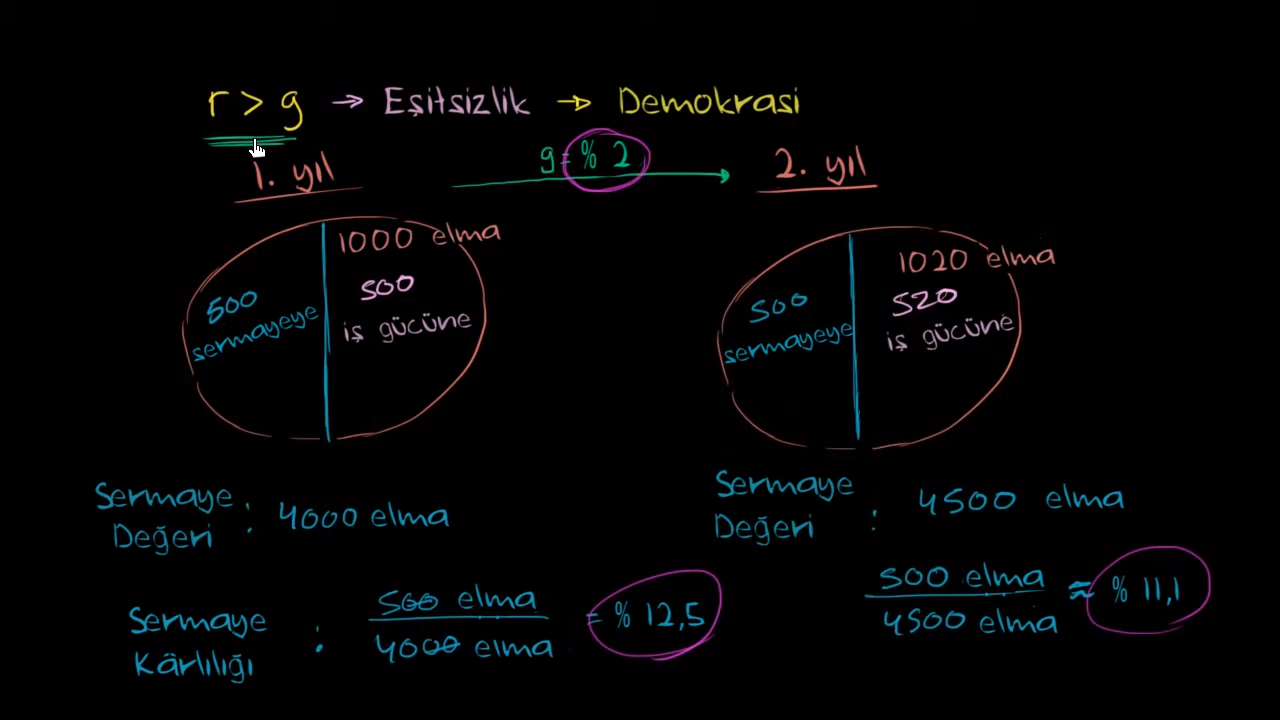 r > g → Eşitsizlik → Demokrasi
1. yıl
g = % 2
2. yıl
1000 elma
500
sermayeye
500
iş gücüne
1020 elma
500
sermayeye
520
iş gücüne
Sermaye
Değeri : 4000 elma
Sermaye
Değeri : 4500 elma
Sermaye
Kârlılığı :
500 elma
4000 elma
= % 12,5
500 elma
4500 elma
≈ % 11,1